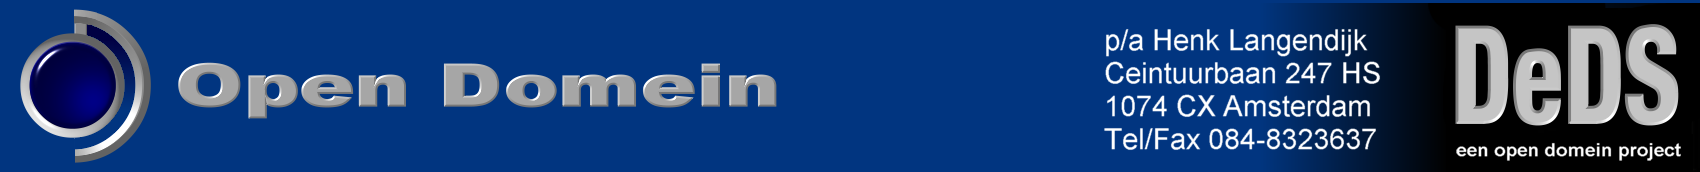 Open Domein
p/a Henk Langendijk
Ceintuurbaan 247 HS
1074 CX Amsterdam
Tel/Fax 084-8323637
DeDS
een open domein project